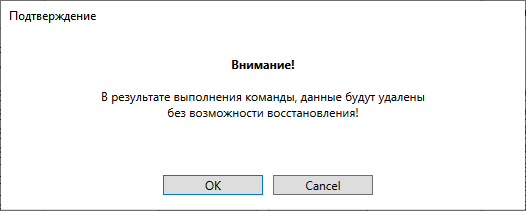 Подтверждение
Внимание!
В результате выполнения команды, данные будут удалены
без возможности восстановления!
OK
Cancel